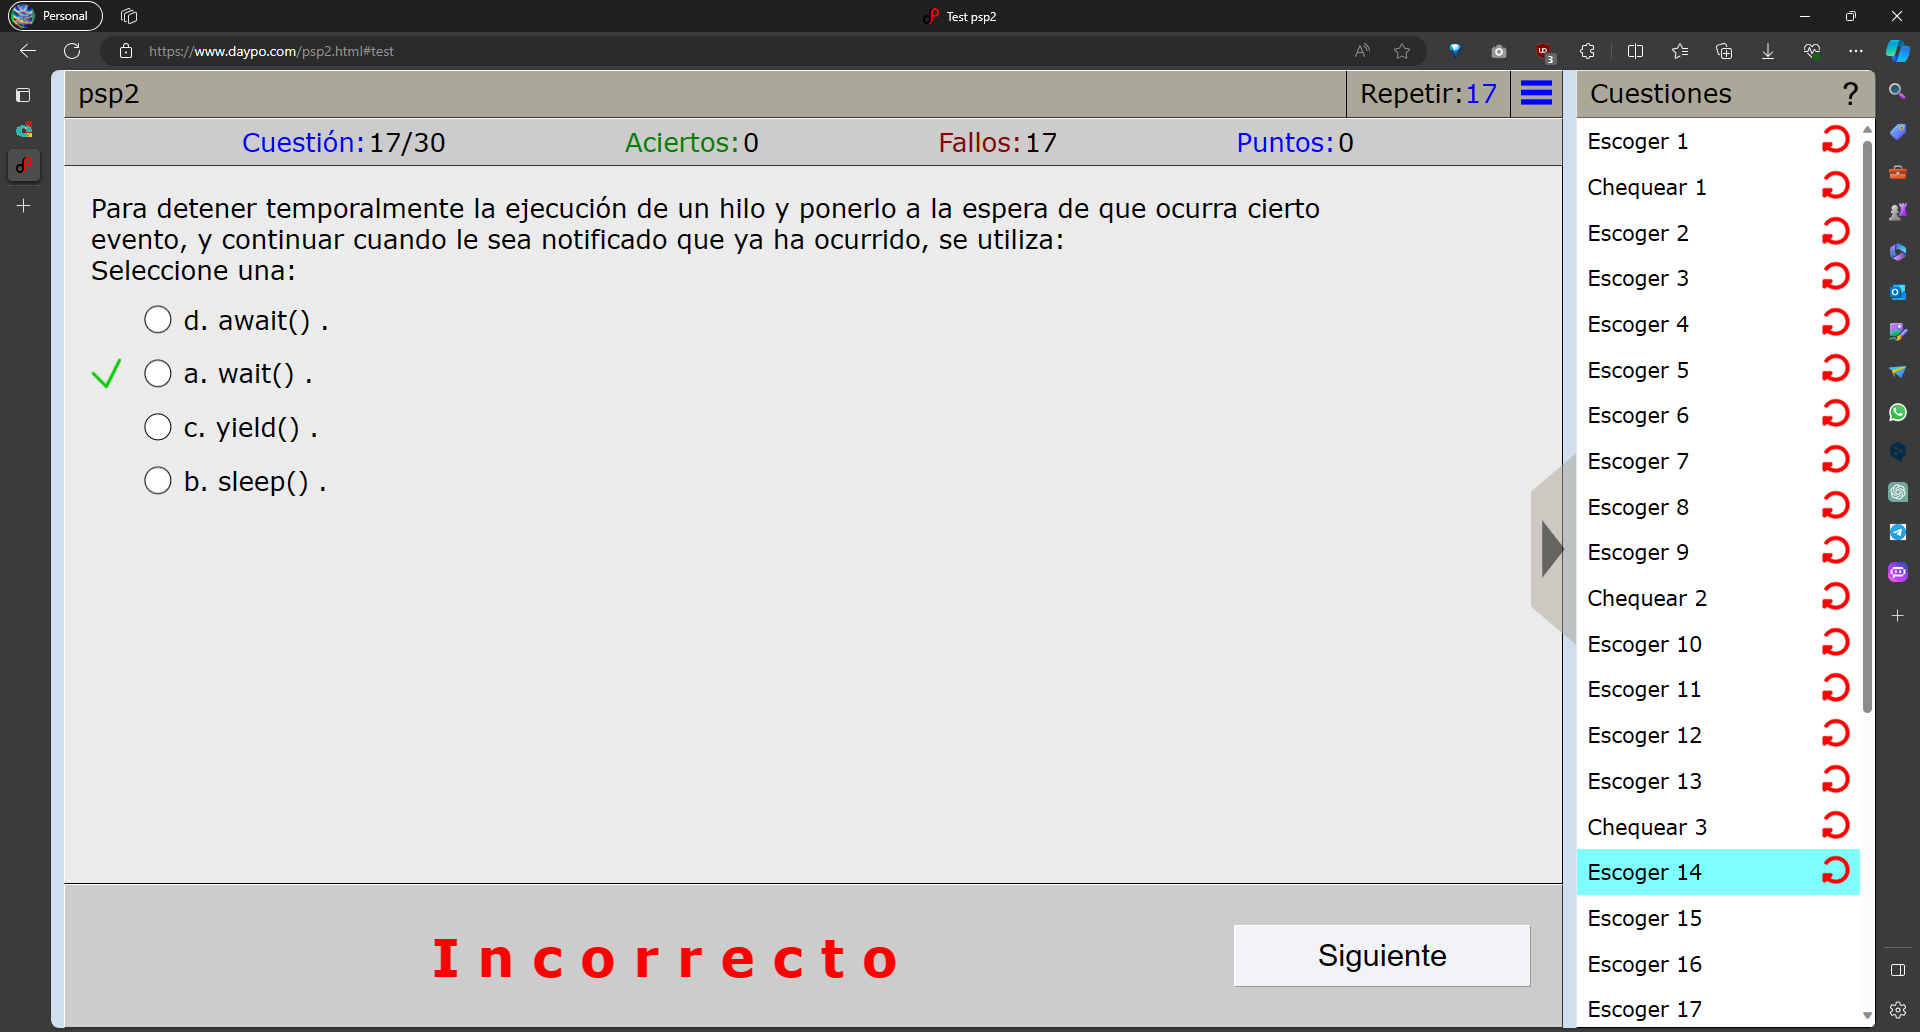 Personal
Test psp2
https://www.daypo.com/psp2.html#test
3
psp2
Repetir:17
Cuestiones
?
Cuestión:17/30
Aciertos:0
Fallos:17
Puntos:0
Para detener temporalmente la ejecución de un hilo y ponerlo a la espera de que ocurra cierto
evento, y continuar cuando le sea notificado que ya ha ocurrido, se utiliza:
Seleccione una:
d. await() .
a. wait() .
c. yield() .
b. sleep() .
Incorrecto
Siguiente
Escoger 1
Chequear 1
Escoger 2
Escoger 3
Escoger 4
Escoger 5
Escoger 6
Escoger 7
Escoger 8
Escoger 9
Chequear 2
Escoger 10
Escoger 11
Escoger 12
Escoger 13
Chequear 3
Escoger 14
Escoger 15
Escoger 16
Escoger 17